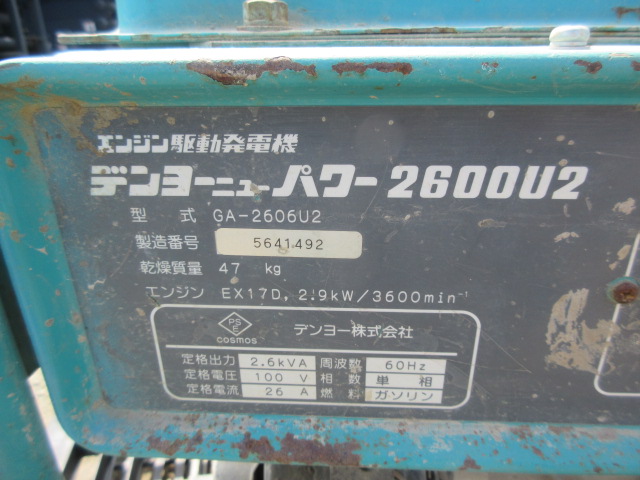 エンジン駆動発電機
デンヨーニューパワー2600U2
型 式 GA-2606U2
製造番号 5641492
乾燥質量 47 kg
エンジン EX17D, 2.9kW/3600min⁻¹
PS
E
COSMOS
デンヨー株式会社
定格出力 2.6kVA 周波数 60Hz
定格電圧 100 V 相 数 単 相
定格電流 26 A 燃 料 ガソリン